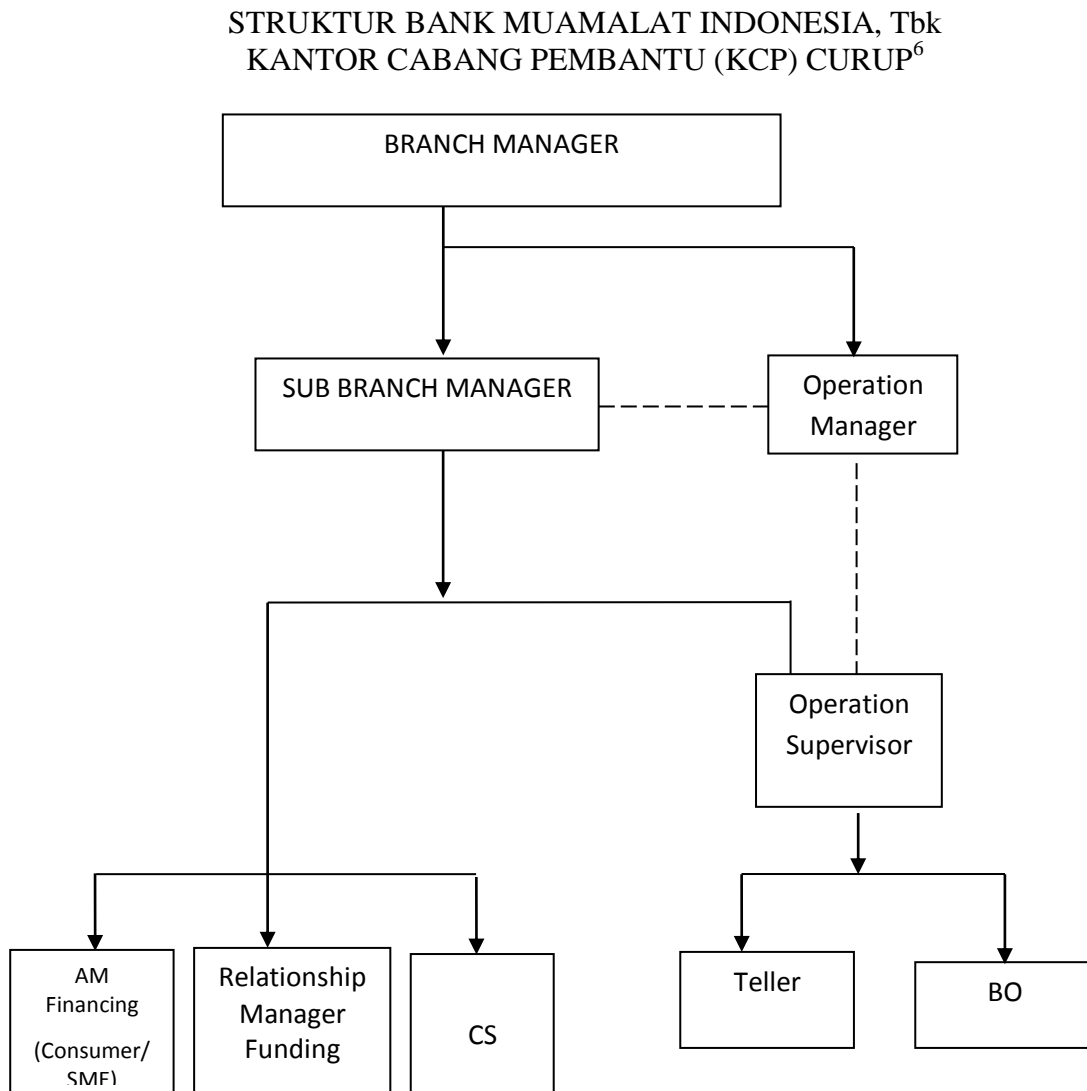 STRUKTUR BANK MUAMALAT INDONESIA, Tbk
KANTOR CABANG PEMBANTU (KCP) CURUP⁶
BRANCH MANAGER
SUB BRANCH MANAGER
Operation
Manager
Operation
Supervisor
AM
Financing
(Consumer/
SME)
Relationship
Manager
Funding
CS
Teller
BO